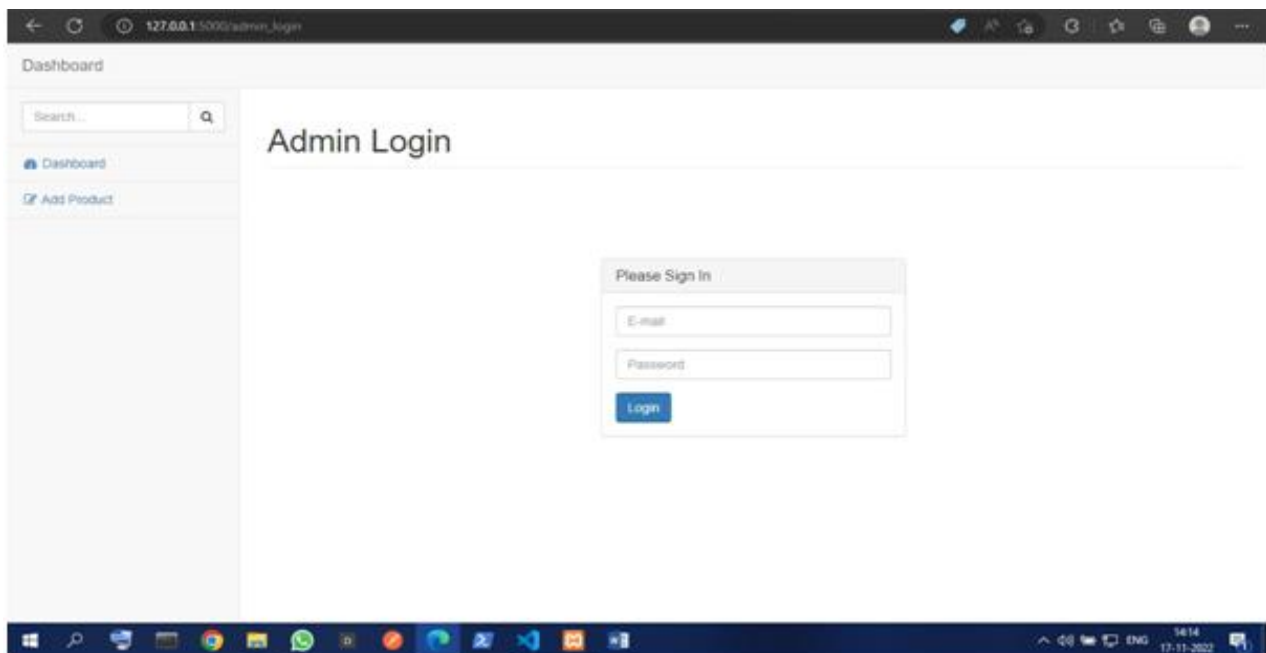 127.0.0.1:5000/admin_login
Dashboard
Search...
Dashboard
Add Product
Admin Login
Please Sign In
E-mail
Password
Login
ENG
14:14
17-11-2022